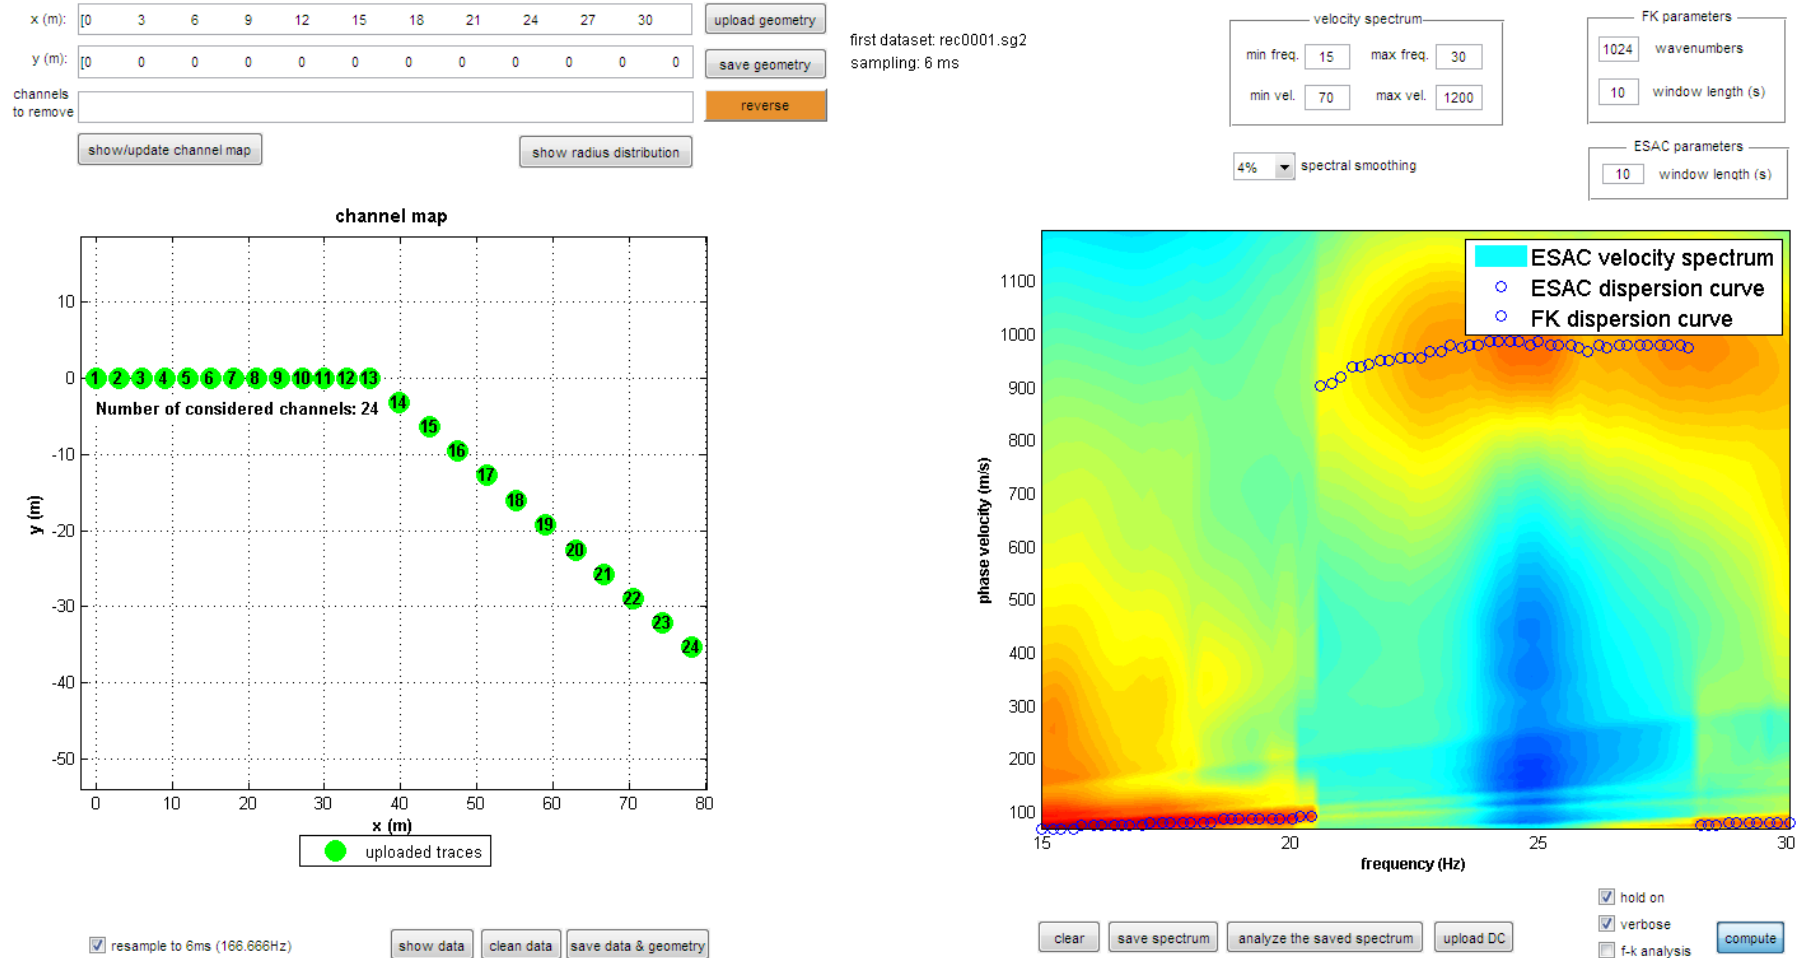 x (m): [0 3 6 9 12 15 18 21 24 27 30 upload geometry
y (m): [0 0 0 0 0 0 0 0 0 0 0 0 save geometry
channels
to remove
reverse
show/update channel map
show radius distribution
first dataset: rec0001.sg2
sampling: 6 ms
velocity spectrum
min freq. 15 max freq. 30
min vel. 70 max vel. 1200
4% spectral smoothing
FK parameters
1024 wavenumbers
10 window length (s)
ESAC parameters
10 window length (s)
channel map
10
0
-10
-20
-30
-40
-50
y (m)
1 2 3 4 5 6 7 8 9 10 11 12 13
Number of considered channels: 24
14
15
16
17
18
19
20
21
22
23
24
0 10 20 30 40 50 60 70 80
x (m)
uploaded traces
ESAC velocity spectrum
ESAC dispersion curve
FK dispersion curve
1100
1000
900
800
700
600
500
400
300
200
100
phase velocity (m/s)
15 20 25 30
frequency (Hz)
resample to 6ms (166.666Hz)
show data
clean data
save data & geometry
clear
save spectrum
analyze the saved spectrum
upload DC
hold on
verbose
f-k analysis
compute